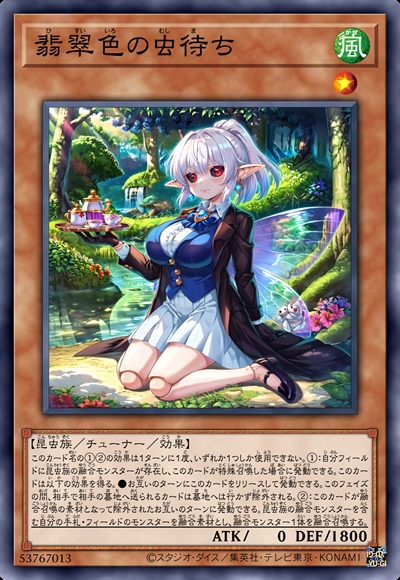 翡翠色の虫待ち
風
【昆虫族／チューナー／効果】
このカード名の①②の効果は1ターンに1度、いずれか1つしか使用できない。①：自分フィール
ドに昆虫族の融合モンスターが存在し、このカードが特殊召喚した場合に発動できる。このカー
ドは以下の効果を得る。●お互いのターンにこのカードをリリースして発動できる。このフェイズ
の間、相手で相手の墓地へ送られるカードは墓地へは行かず除外される。②：このカードが融
合召喚の素材となって除外されたお互いのターンに発動できる。昆虫族の融合モンスターを含
む自分の手札・フィールドのモンスターを融合素材とし、融合モンスター1体を融合召喚する。
ATK/ 0 DEF/1800
53767013
©スタジオ・ダイス／集英社・テレビ東京・KONAMI